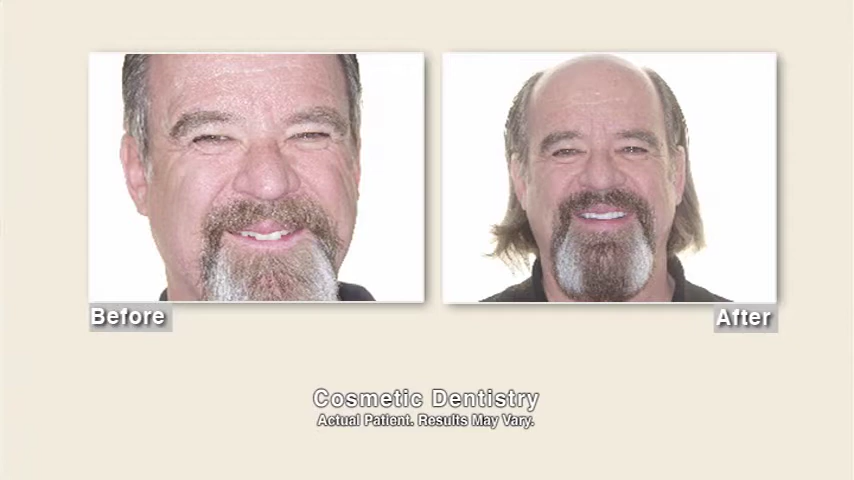 Before
After
Cosmetic Dentistry
Actual Patient. Results May Vary.